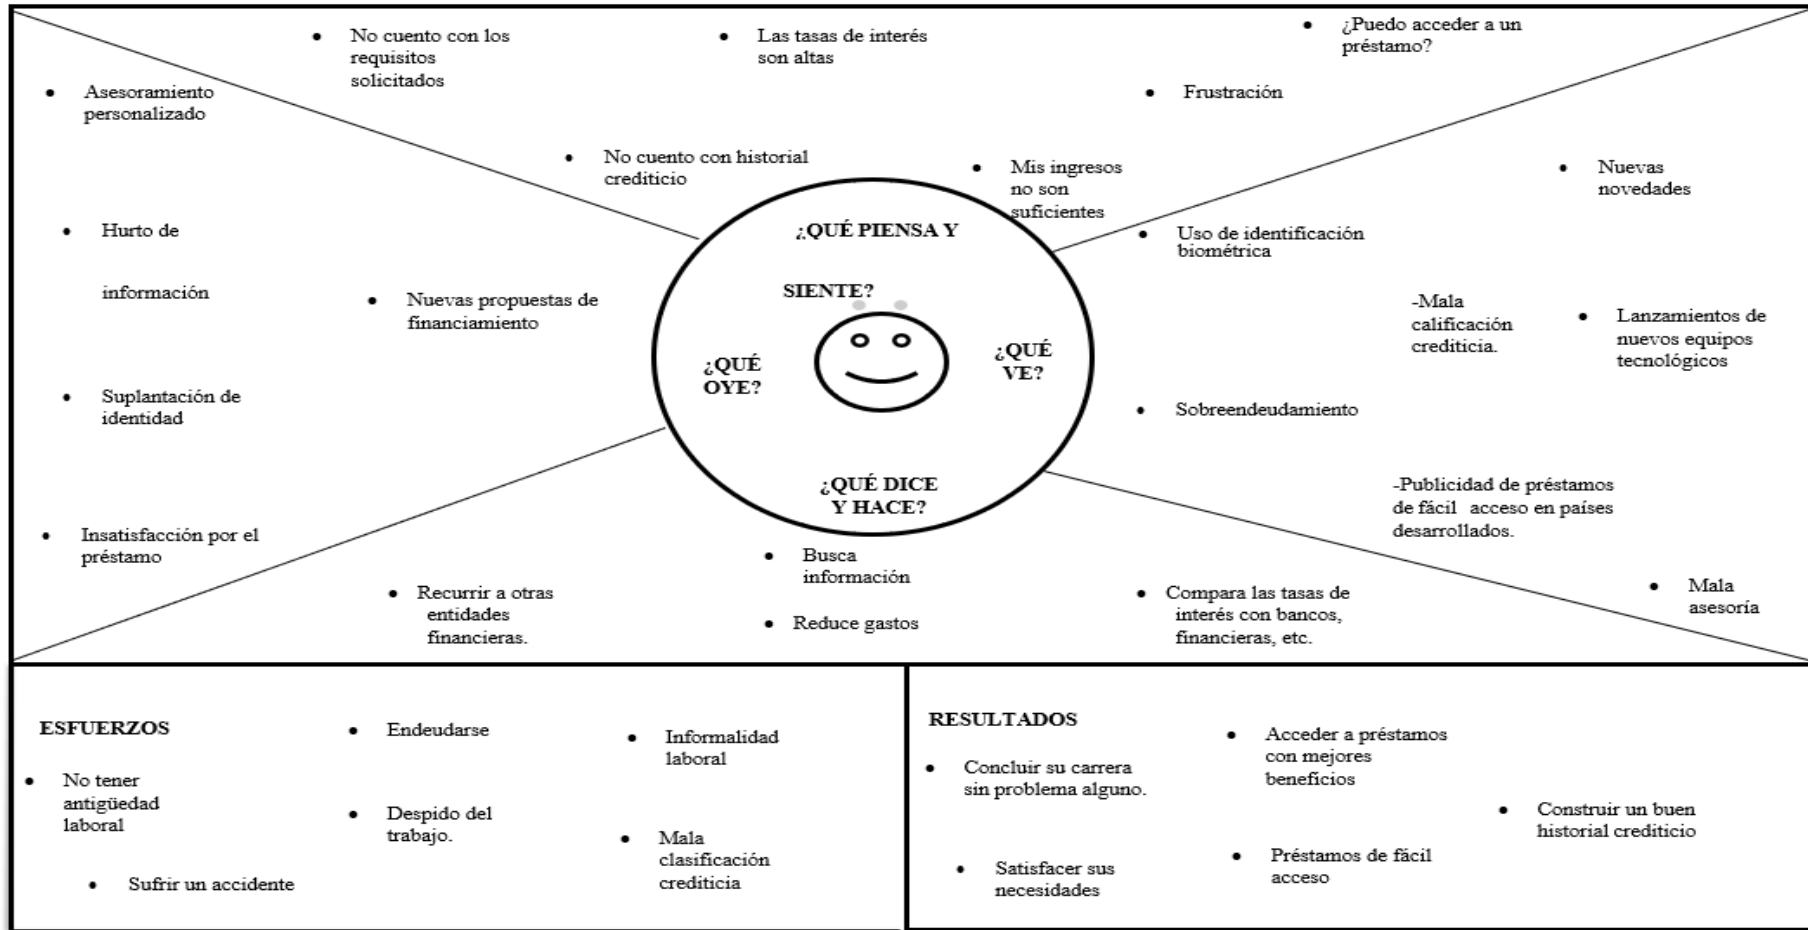 • No cuento con los
requisitos
solicitados
• Las tasas de interés
son altas
• ¿Puedo acceder a un
préstamo?
• Frustración
• No cuento con historial
crediticio
• Mis ingresos
no son
suficientes
• Asesoramiento
personalizado
• Hurto de
información
• Nuevas propuestas de
financiamiento
• Suplantación de
identidad
• Insatisfacción por el
préstamo
¿QUÉ PIENSA Y
SIENTE?
¿QUÉ
OYE?
¿QUÉ
VE?
¿QUÉ DICE
Y HACE?
• Nuevas
novedades
• Uso de identificación
biométrica
-Mala
calificación
crediticia.
• Lanzamientos de
nuevos equipos
tecnológicos
• Sobreendeudamiento
-Publicidad de préstamos
de fácil acceso en países
desarrollados.
• Mala
asesoría
• Recurrir a otras
entidades
financieras.
• Busca
información
• Reduce gastos
• Compara las tasas de
interés con bancos,
financieras, etc.
ESFUERZOS
• No tener
antigüedad
laboral
• Sufrir un accidente
• Endeudarse
• Despido del
trabajo.
• Informalidad
laboral
• Mala
clasificación
crediticia
RESULTADOS
• Concluir su carrera
sin problema alguno.
• Satisfacer sus
necesidades
• Acceder a préstamos
con mejores
beneficios
• Préstamos de fácil
acceso
• Construir un buen
historial crediticio